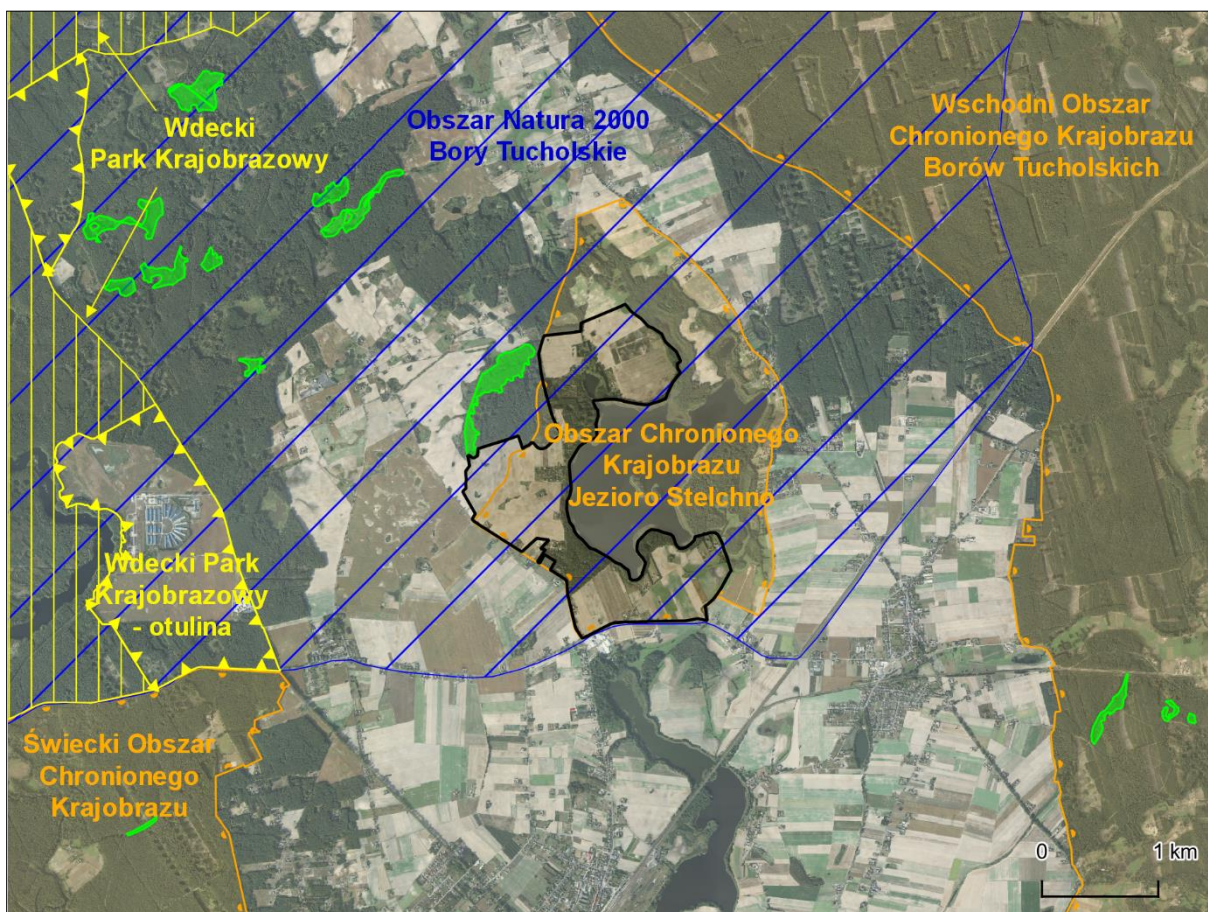 Wdecki
Park Krajobrazowy
Obszar Natura 2000
Bory Tucholskie
Wschodni Obszar
Chronionego Krajobrazu
Borów Tucholskich
Obszar Chronionego
Krajobrazu
Jezioro Stelchno
Wdecki Park
Krajobrazowy
- otulina
Świecki Obszar
Chronionego
Krajobrazu
0 1 km